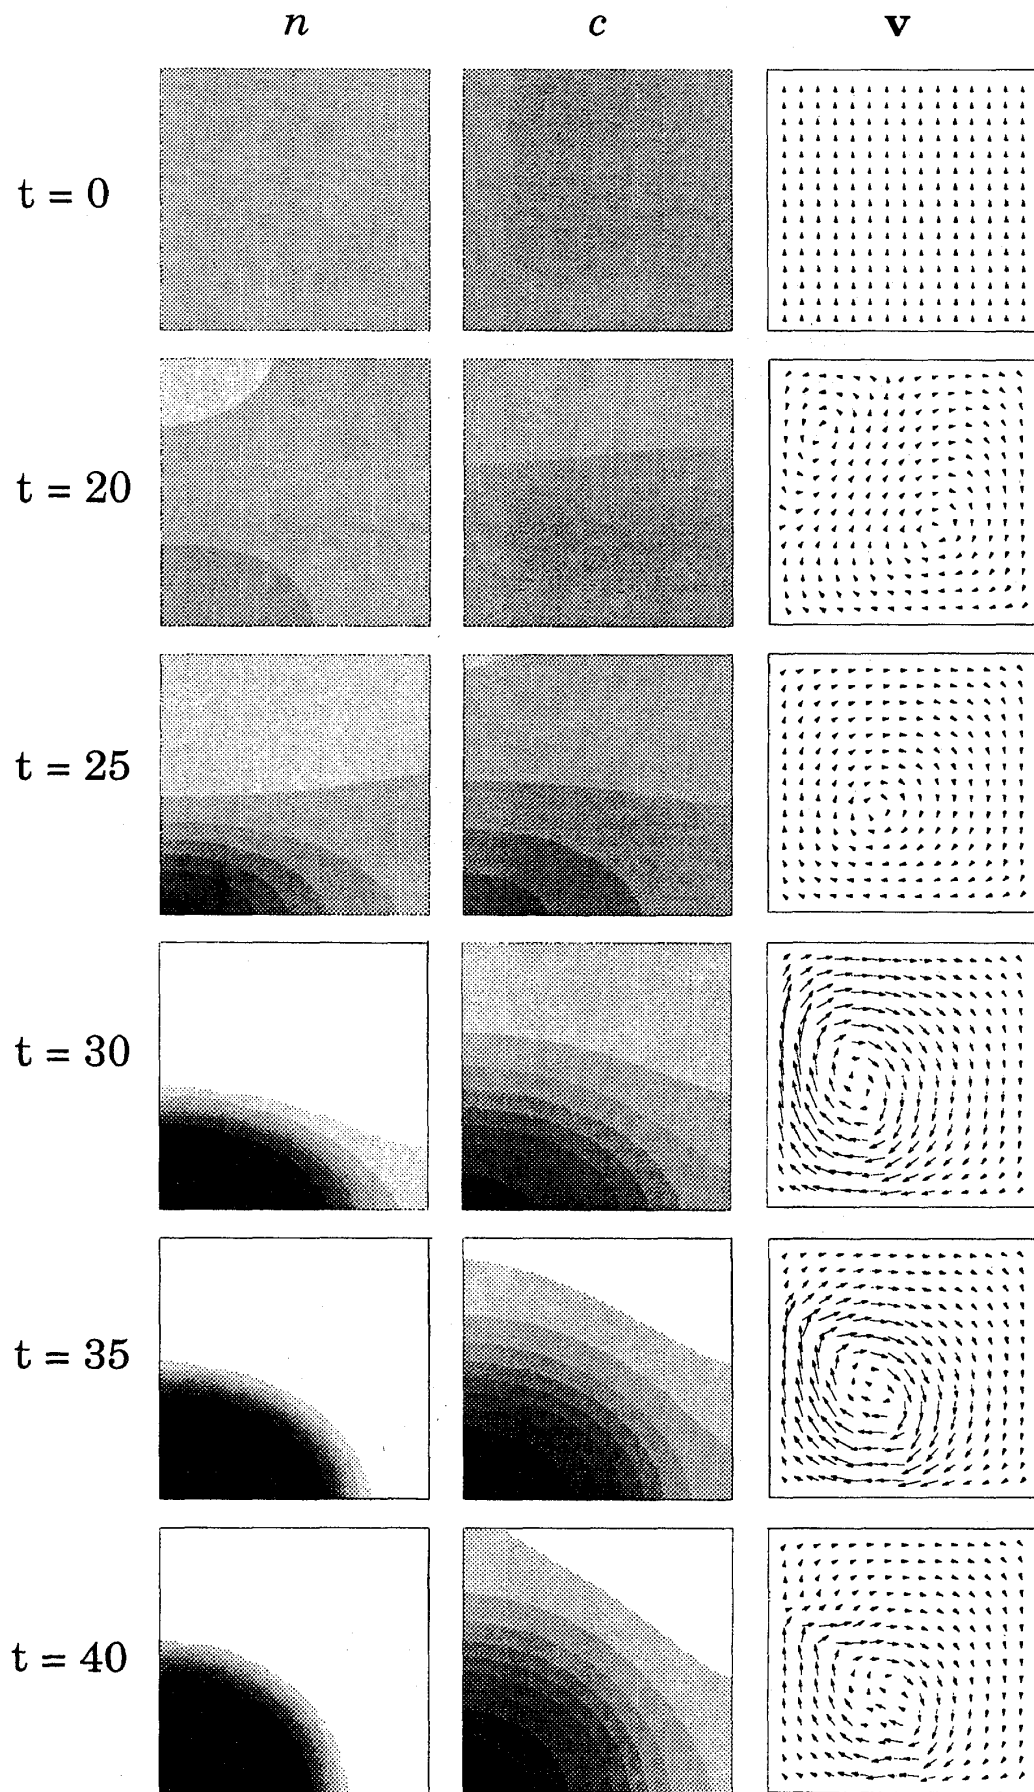 n c v
t = 0
t = 20
t = 25
t = 30
t = 35
t = 40